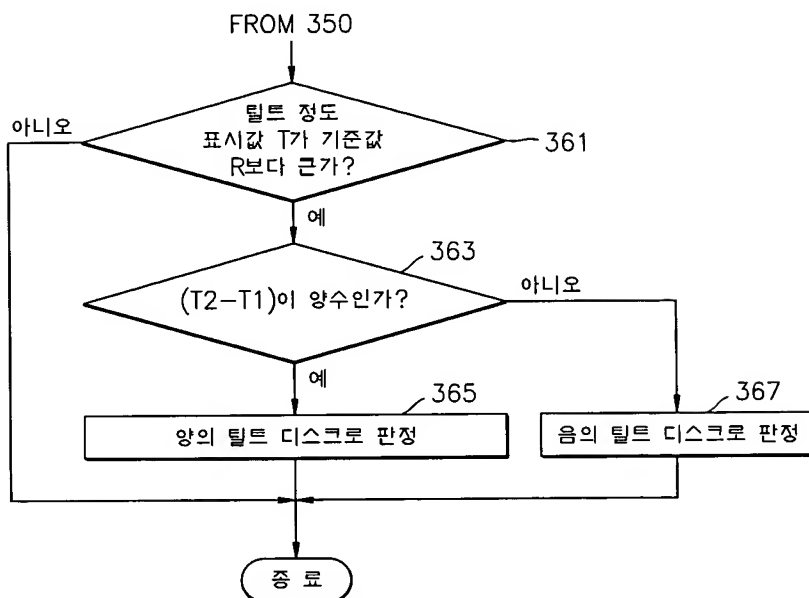 FROM 350
틸트 정도
표시값 T가 기준값
R보다 큰가?
아니오
361
예
363
(T2-T1)이 양수인가?
아니오
예
365
양의 틸트 디스크로 판정
367
음의 틸트 디스크로 판정
종 료